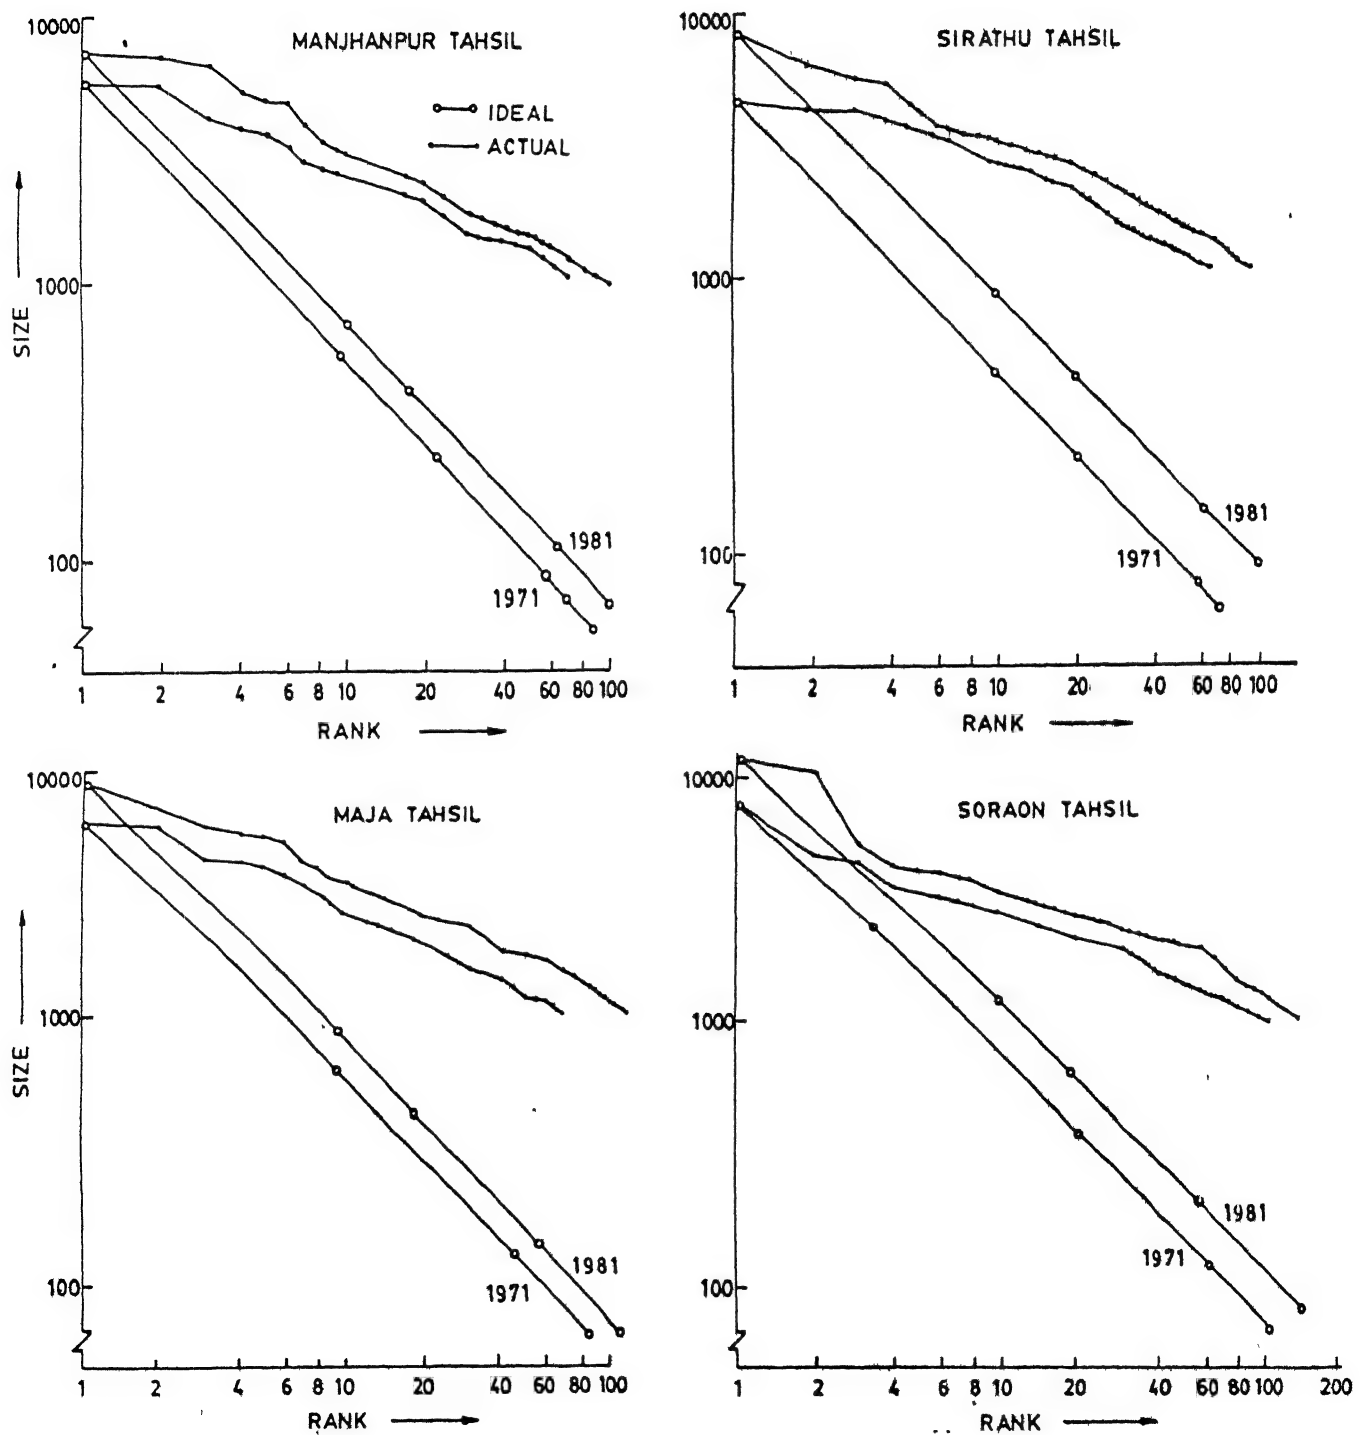 MANJHANPUR TAHSIL
IDEAL
ACTUAL
10000
1000
100
SIZE
1981
1971
1 2 4 6 8 10 20 40 60 80 100
RANK
SIRATHU TAHSIL
10000
1000
100
1981
1971
1 2 4 6 8 10 20 40 60 80 100
RANK
MAJA TAHSIL
10000
1000
100
SIZE
1981
1971
1 2 4 6 8 10 20 40 60 80 100
RANK
SORAON TAHSIL
10000
1000
100
1981
1971
1 2 4 6 8 10 20 40 60 80 100 200
RANK